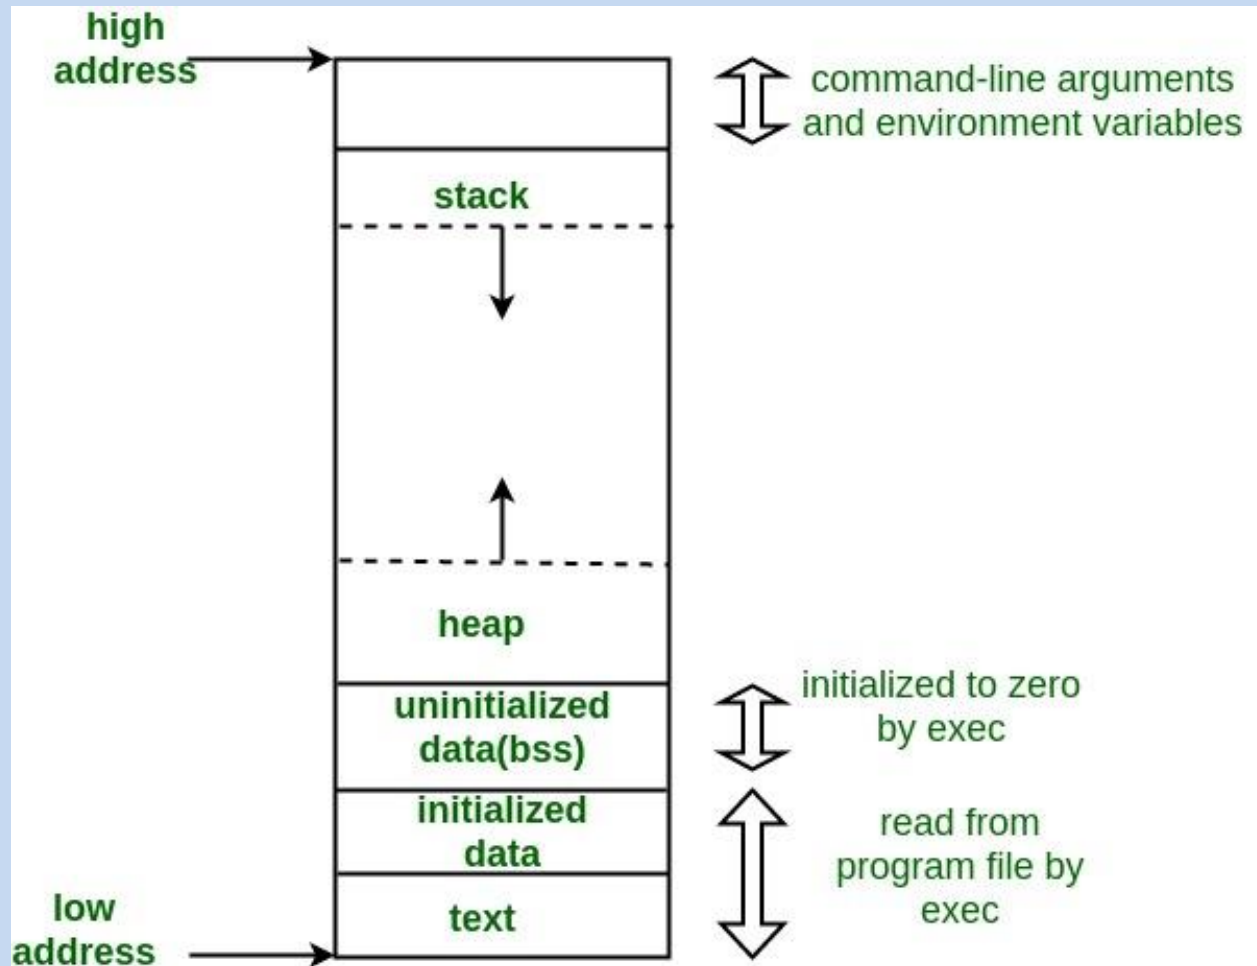 high
address
command-line arguments
and environment variables
stack
heap
uninitialized
data(bss)
initialized to zero
by exec
initialized
data
read from
program file by
exec
text
low
address